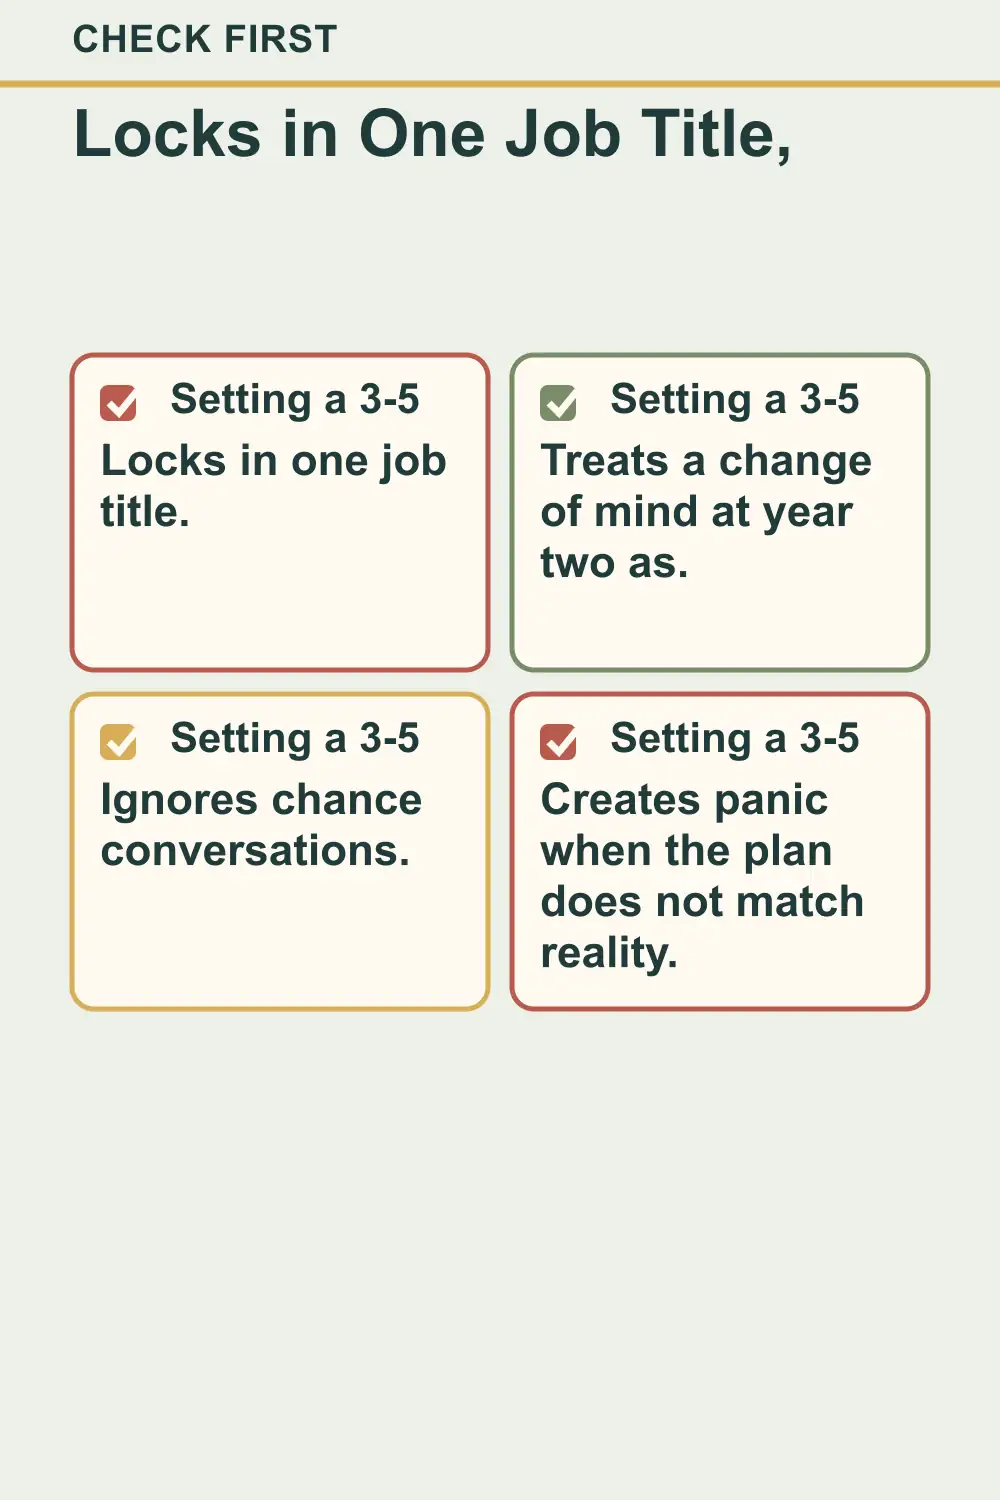 CHECK FIRST
Locks in One Job Title,
Setting a 3-5
Locks in one job
title.
Setting a 3-5
Treats a change
of mind at year
two as.
Setting a 3-5
Ignores chance
conversations.
Setting a 3-5
Creates panic
when the plan
does not match
reality.